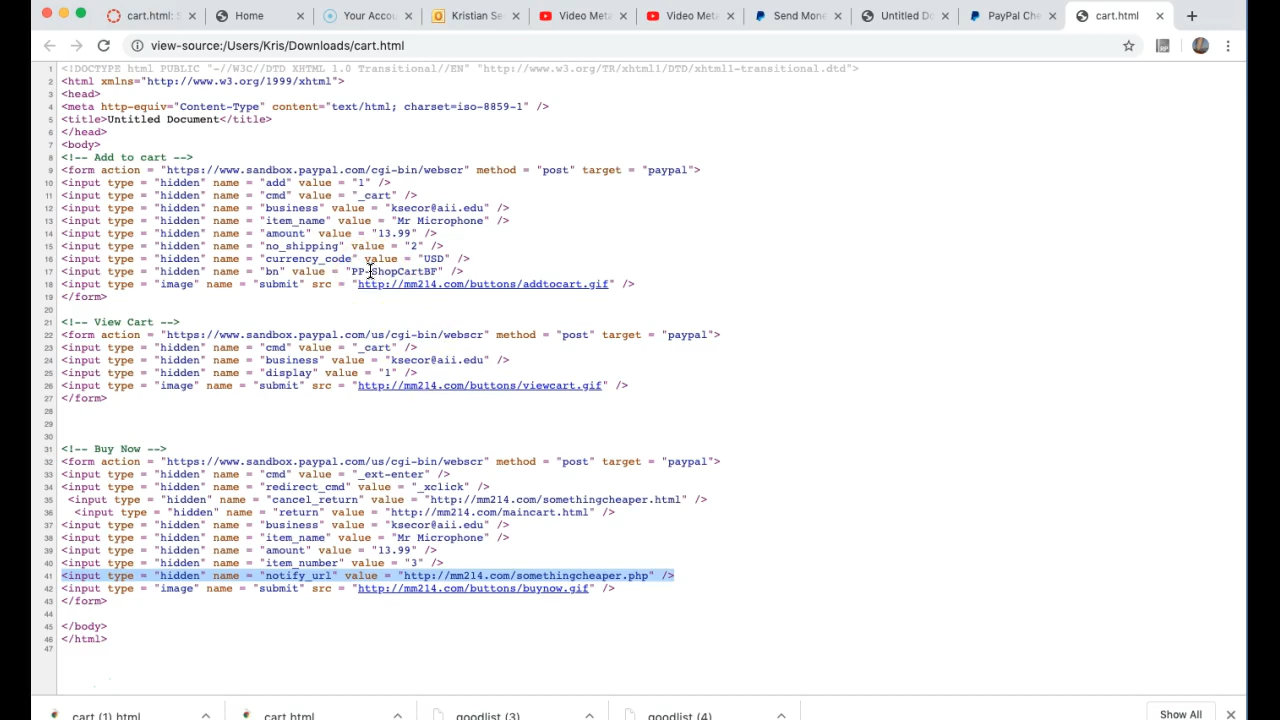 cart.html: S
Home
Your Accou
Kristian Se
Video Meta
Video Meta
Send Mone
Untitled Do
PayPal Che
cart.html
view-source:/Users/Kris/Downloads/cart.html
1 <!DOCTYPE html PUBLIC "-//W3C//DTD XHTML 1.0 Transitional//EN" "http://www.w3.org/TR/xhtml1/DTD/xhtml1-transitional.dtd">
2 <html xmlns="http://www.w3.org/1999/xhtml">
3 <head>
4 <meta http-equiv="Content-Type" content="text/html; charset=iso-8859-1" />
5 <title>Untitled Document</title>
6 </head>
7 <body>
8 <!-- Add to cart -->
9 <form action = "https://www.sandbox.paypal.com/cgi-bin/webscr" method = "post" target = "paypal">
10 <input type = "hidden" name = "add" value = "1" />
11 <input type = "hidden" name = "cmd" value = "_cart" />
12 <input type = "hidden" name = "business" value = "ksecor@aii.edu" />
13 <input type = "hidden" name = "item_name" value = "Mr Microphone" />
14 <input type = "hidden" name = "amount" value = "13.99" />
15 <input type = "hidden" name = "no_shipping" value = "2" />
16 <input type = "hidden" name = "currency_code" value = "USD" />
17 <input type = "hidden" name = "bn" value = "PP-ShopCartBF" />
18 <input type = "image" name = "submit" src = "http://mm214.com/buttons/addtocart.gif" />
19 </form>
20
21 <!-- View Cart -->
22 <form action = "https://www.sandbox.paypal.com/us/cgi-bin/webscr" method = "post" target = "paypal">
23 <input type = "hidden" name = "cmd" value = "_cart" />
24 <input type = "hidden" name = "business" value = "ksecor@aii.edu" />
25 <input type = "hidden" name = "display" value = "1" />
26 <input type = "image" name = "submit" src = "http://mm214.com/buttons/viewcart.gif" />
27 </form>
28
29
30
31 <!-- Buy Now -->
32 <form action = "https://www.sandbox.paypal.com/us/cgi-bin/webscr" method = "post" target = "paypal">
33 <input type = "hidden" name = "cmd" value = "_ext-enter" />
34 <input type = "hidden" name = "redirect_cmd" value = "_xclick" />
35 <input type = "hidden" name = "cancel_return" value = "http://mm214.com/somethingcheaper.html" />
36 <input type = "hidden" name = "return" value = "http://mm214.com/maincart.html" />
37 <input type = "hidden" name = "business" value = "ksecor@aii.edu" />
38 <input type = "hidden" name = "item_name" value = "Mr Microphone" />
39 <input type = "hidden" name = "amount" value = "13.99" />
40 <input type = "hidden" name = "item_number" value = "3" />
41 <input type = "hidden" name = "notify_url" value = "http://mm214.com/somethingcheaper.php" />
42 <input type = "image" name = "submit" src = "http://mm214.com/buttons/buynow.gif" />
43 </form>
44
45 </body>
46 </html>
47
cart (1).html
cart.html
goodlist (3)
goodlist (4)
Show All